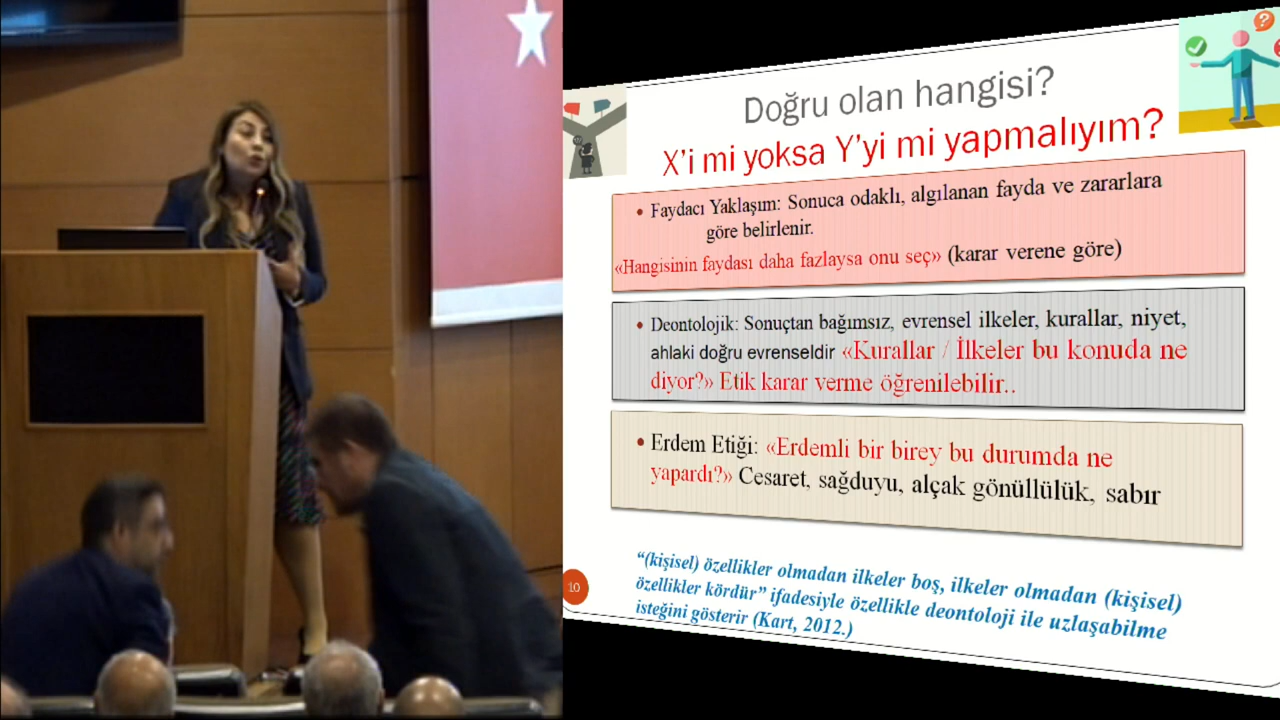 Doğru olan hangisi?
X'i mi yoksa Y'yi mi yapmalıyım?
• Faydacı Yaklaşım: Sonuca odaklı, algılanan fayda ve zararlara
göre belirlenir.
«Hangisinin faydası daha fazlaysa onu seç» (karar verene göre)
• Deontolojik: Sonuçtan bağımsız, evrensel ilkeler, kurallar, niyet,
ahlaki doğru evrenseldir «Kurallar / İlkeler bu konuda ne
diyor?» Etik karar verme öğrenilebilir..
• Erdem Etiği: «Erdemli bir birey bu durumda ne
yapardı?» Cesaret, sağduyu, alçak gönüllülük, sabır
"(kişisel) özellikler olmadan ilkeler boş, ilkeler olmadan (kişisel)
özellikler kördür" ifadesiyle özellikle deontoloji ile uzlaşabilme
isteğini gösterir (Kart, 2012.)
10
?